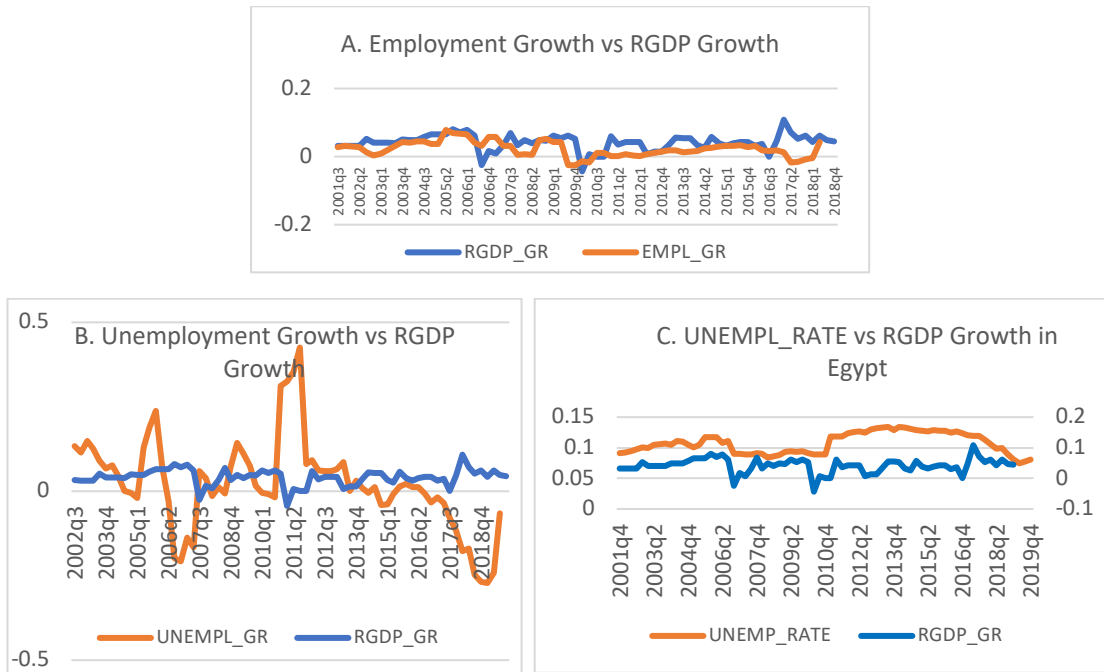 A. Employment Growth vs RGDP Growth
0.2
0
-0.2
2001q3
2002q2
2003q1
2003q4
2004q3
2005q2
2006q1
2006q4
2007q3
2008q2
2009q1
2009q4
2010q3
2011q2
2012q1
2012q4
2013q3
2014q2
2015q1
2015q4
2016q3
2017q2
2018q1
2018q4
RGDP_GR EMPL_GR
B. Unemployment Growth vs RGDP
Growth
0.5
0
-0.5
2002q3
2003q4
2005q1
2006q2
2007q3
2008q4
2010q1
2011q2
2012q3
2013q4
2015q1
2016q2
2017q3
2018q4
UNEMPL_GR RGDP_GR
C. UNEMPL_RATE vs RGDP Growth in
Egypt
0.15
0.1
0.05
0
0.2
0.1
0
-0.1
2001q4
2003q2
2004q4
2006q2
2007q4
2009q2
2010q4
2012q2
2013q4
2015q2
2016q4
2018q2
2019q4
UNEMP_RATE RGDP_GR